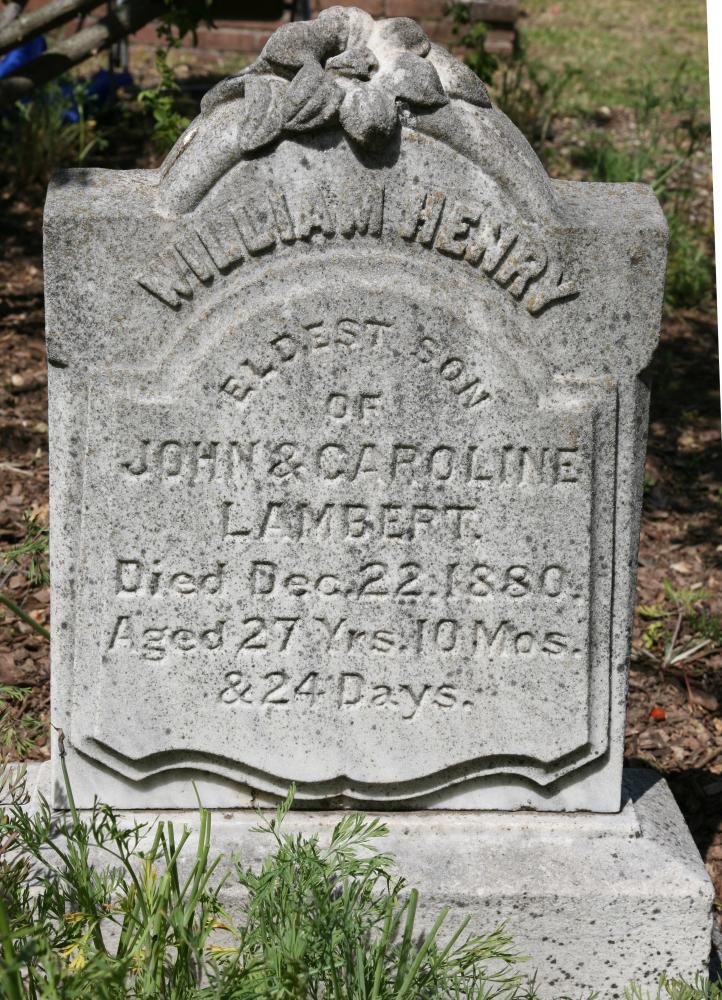 WILLIAM HENRY
ELDEST SON
OF
JOHN & CAROLINE
LAMBERT.
Died Dec. 22. 1880.
Aged 27 Yrs. 10 Mos.
& 24 Days.